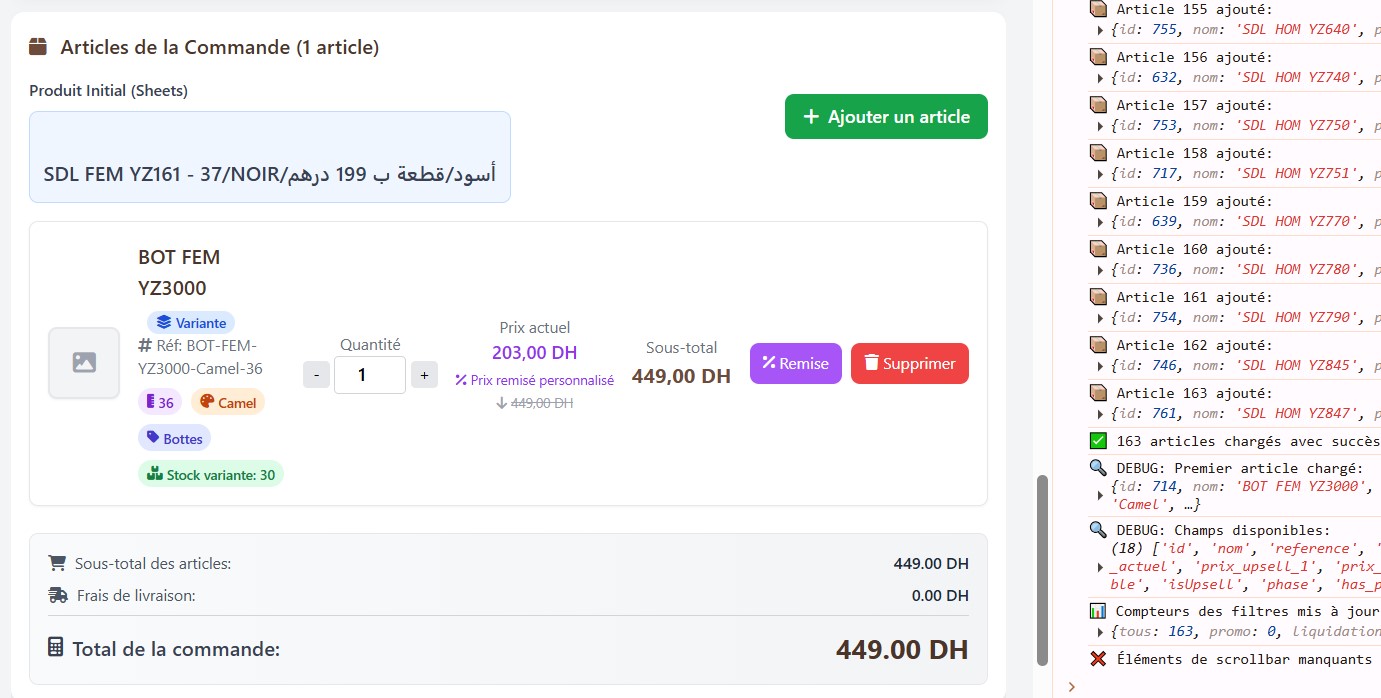 Articles de la Commande (1 article)
Produit Initial (Sheets)
+ Ajouter un article
SDL FEM YZ161 - 37/NOIR/أسود/قطعة ب 199 درهم
BOT FEM
YZ3000
Variante
# Réf: BOT-FEM-
YZ3000-Camel-36
36
Camel
Bottes
Stock variante: 30
Quantité
- 1 +
Prix actuel
203,00 DH
Prix remisé personnalisé
449,00 DH
Sous-total
449,00 DH
Remise
Supprimer
Sous-total des articles: 449.00 DH
Frais de livraison: 0.00 DH
Total de la commande: 449.00 DH
Article 155 ajouté:
{id: 755, nom: 'SDL HOM YZ640', p
Article 156 ajouté:
{id: 632, nom: 'SDL HOM YZ740', p
Article 157 ajouté:
{id: 753, nom: 'SDL HOM YZ750', p
Article 158 ajouté:
{id: 717, nom: 'SDL HOM YZ751', p
Article 159 ajouté:
{id: 639, nom: 'SDL HOM YZ770', p
Article 160 ajouté:
{id: 736, nom: 'SDL HOM YZ780', p
Article 161 ajouté:
{id: 754, nom: 'SDL HOM YZ790', p
Article 162 ajouté:
{id: 746, nom: 'SDL HOM YZ845', p
Article 163 ajouté:
{id: 761, nom: 'SDL HOM YZ847', p
163 articles chargés avec succès
DEBUG: Premier article chargé:
{id: 714, nom: 'BOT FEM YZ3000',
'Camel', …}
DEBUG: Champs disponibles:
(18) ['id', 'nom', 'reference', '
_actuel', 'prix_upsell_1', 'prix_
ble', 'isUpsell', 'phase', 'has_p
Compteurs des filtres mis à jour
{tous: 163, promo: 0, liquidation
Éléments de scrollbar manquants